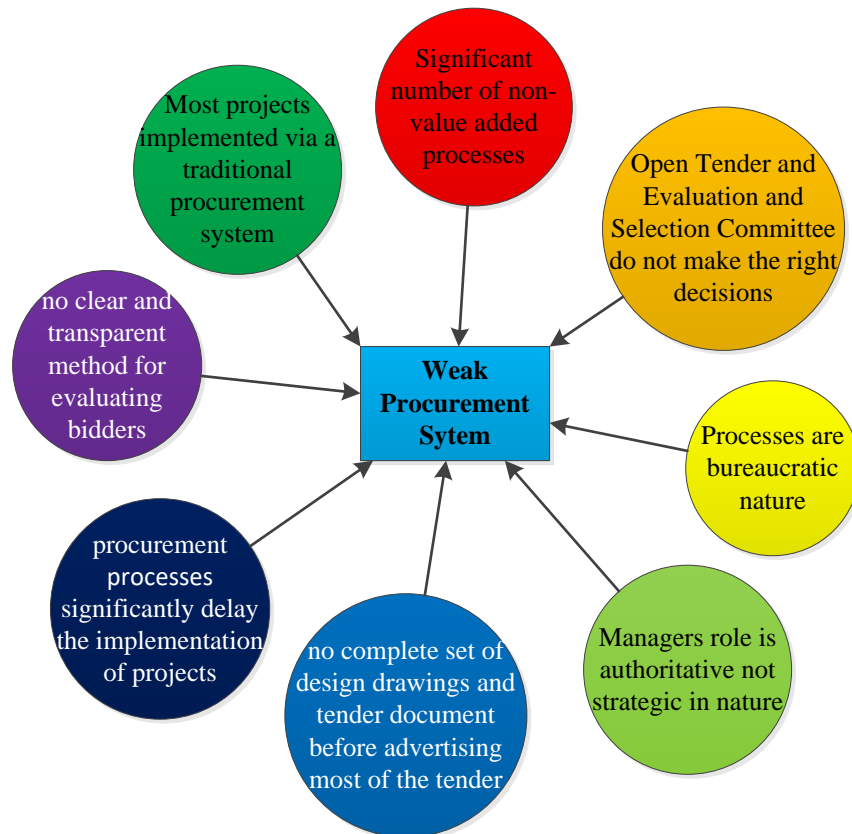 Significant
number of non-
value added
processes
Most projects
implemented via a
traditional
procurement
system
Open Tender and
Evaluation and
Selection Committee
do not make the right
decisions
no clear and
transparent
method for
evaluating
bidders
Weak
Procurement
Sytem
Processes are
bureaucratic
nature
procurement
processes
significantly delay
the implementation
of projects
no complete set of
design drawings and
tender document
before advertising
most of the tender
Managers role is
authoritative not
strategic in nature